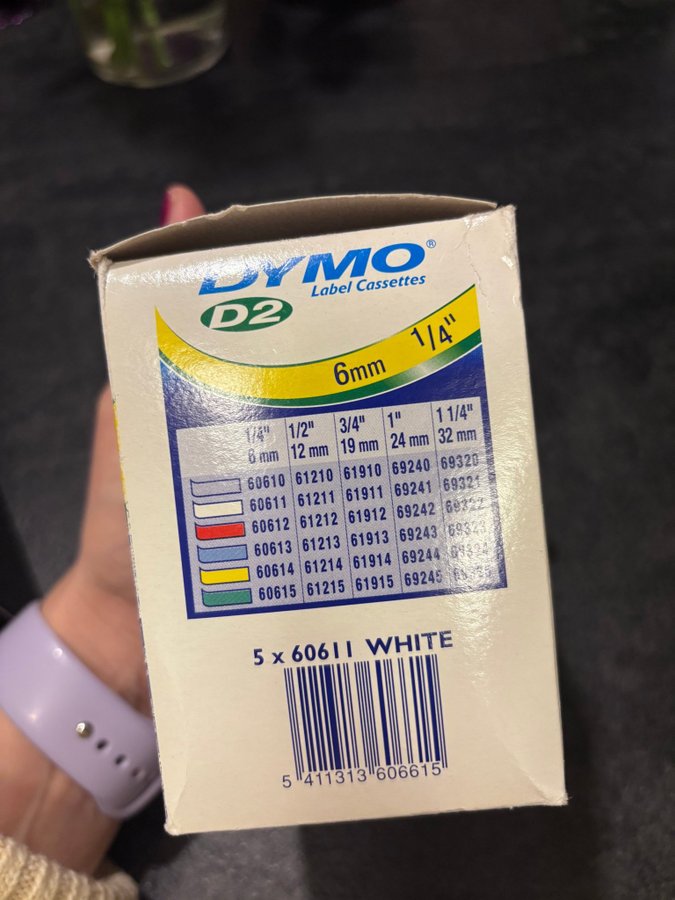 DYMO®
Label Cassettes
D2
6mm 1/4"
1/4" 1/2" 3/4" 1" 1 1/4"
6 mm 12 mm 19 mm 24 mm 32 mm
60610 61210 61910 69240 69320
60611 61211 61911 69241 69321
60612 61212 61912 69242 69322
60613 61213 61913 69243 69323
60614 61214 61914 69244
60615 61215 61915 69245
5 x 60611 WHITE
5 411313 606615